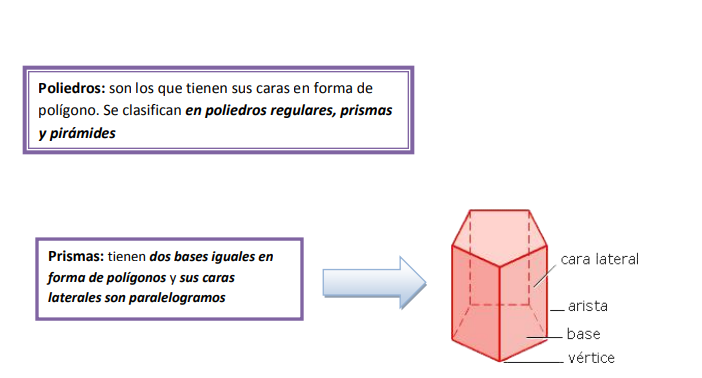 Poliedros: son los que tienen sus caras en forma de
polígono. Se clasifican en poliedros regulares, prismas
y pirámides
Prismas: tienen dos bases iguales en
forma de polígonos y sus caras
laterales son paralelogramos
cara lateral
arista
base
vértice